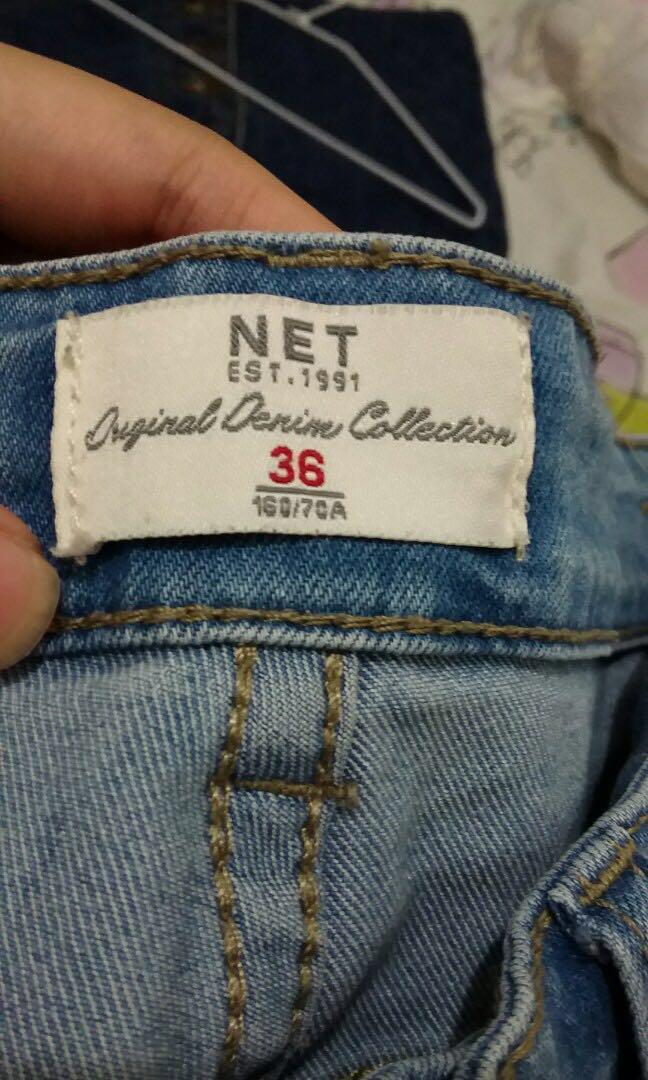 NET
EST.1991
Original Denim Collection
36
160/70A